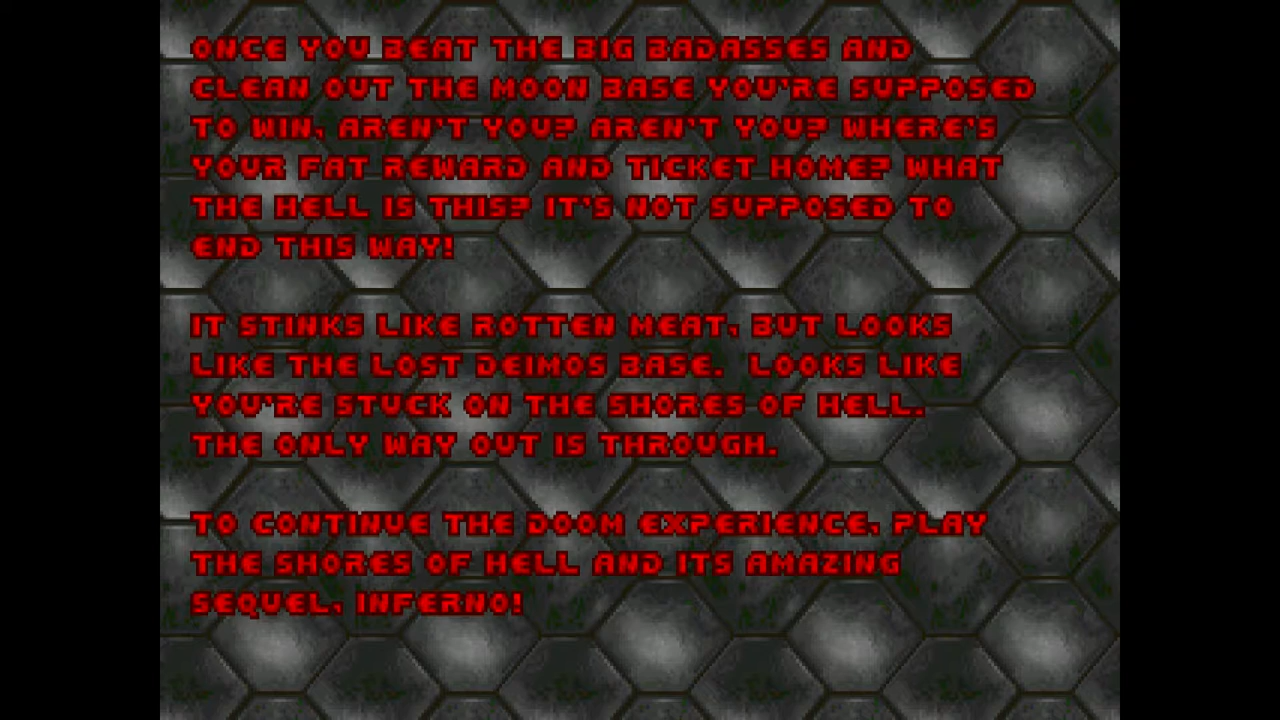 ONCE YOU BEAT THE BIG BADASSES AND
CLEAN OUT THE MOON BASE YOU'RE SUPPOSED
TO WIN, AREN'T YOU? AREN'T YOU? WHERE'S
YOUR FAT REWARD AND TICKET HOME? WHAT
THE HELL IS THIS? IT'S NOT SUPPOSED TO
END THIS WAY!
IT STINKS LIKE ROTTEN MEAT, BUT LOOKS
LIKE THE LOST DEIMOS BASE.  LOOKS LIKE
YOU'RE STUCK ON THE SHORES OF HELL.
THE ONLY WAY OUT IS THROUGH.
TO CONTINUE THE DOOM EXPERIENCE, PLAY
THE SHORES OF HELL AND ITS AMAZING
SEQUEL, INFERNO!